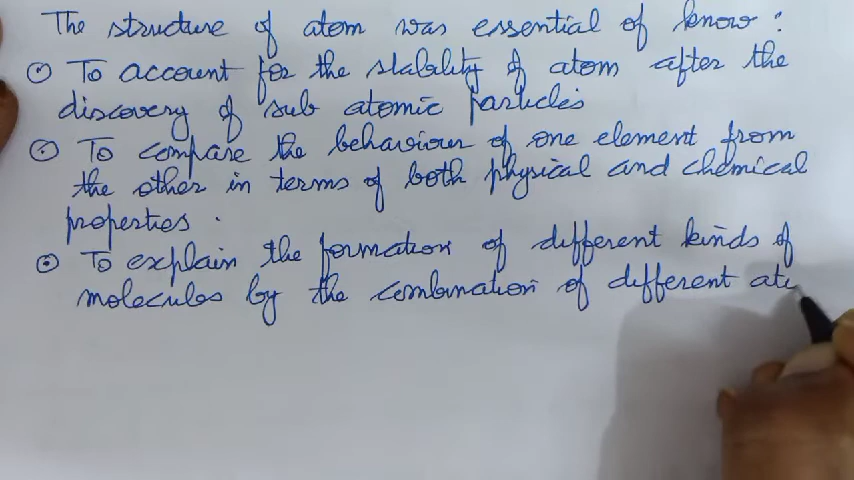 The structure of atom was essential of know :
To account for the stability of atom after the
discovery of sub atomic particles
To compare the behaviour of one element from
the other in terms of both physical and chemical
properties.
To explain the formation of different kinds of
molecules by the combination of different ato